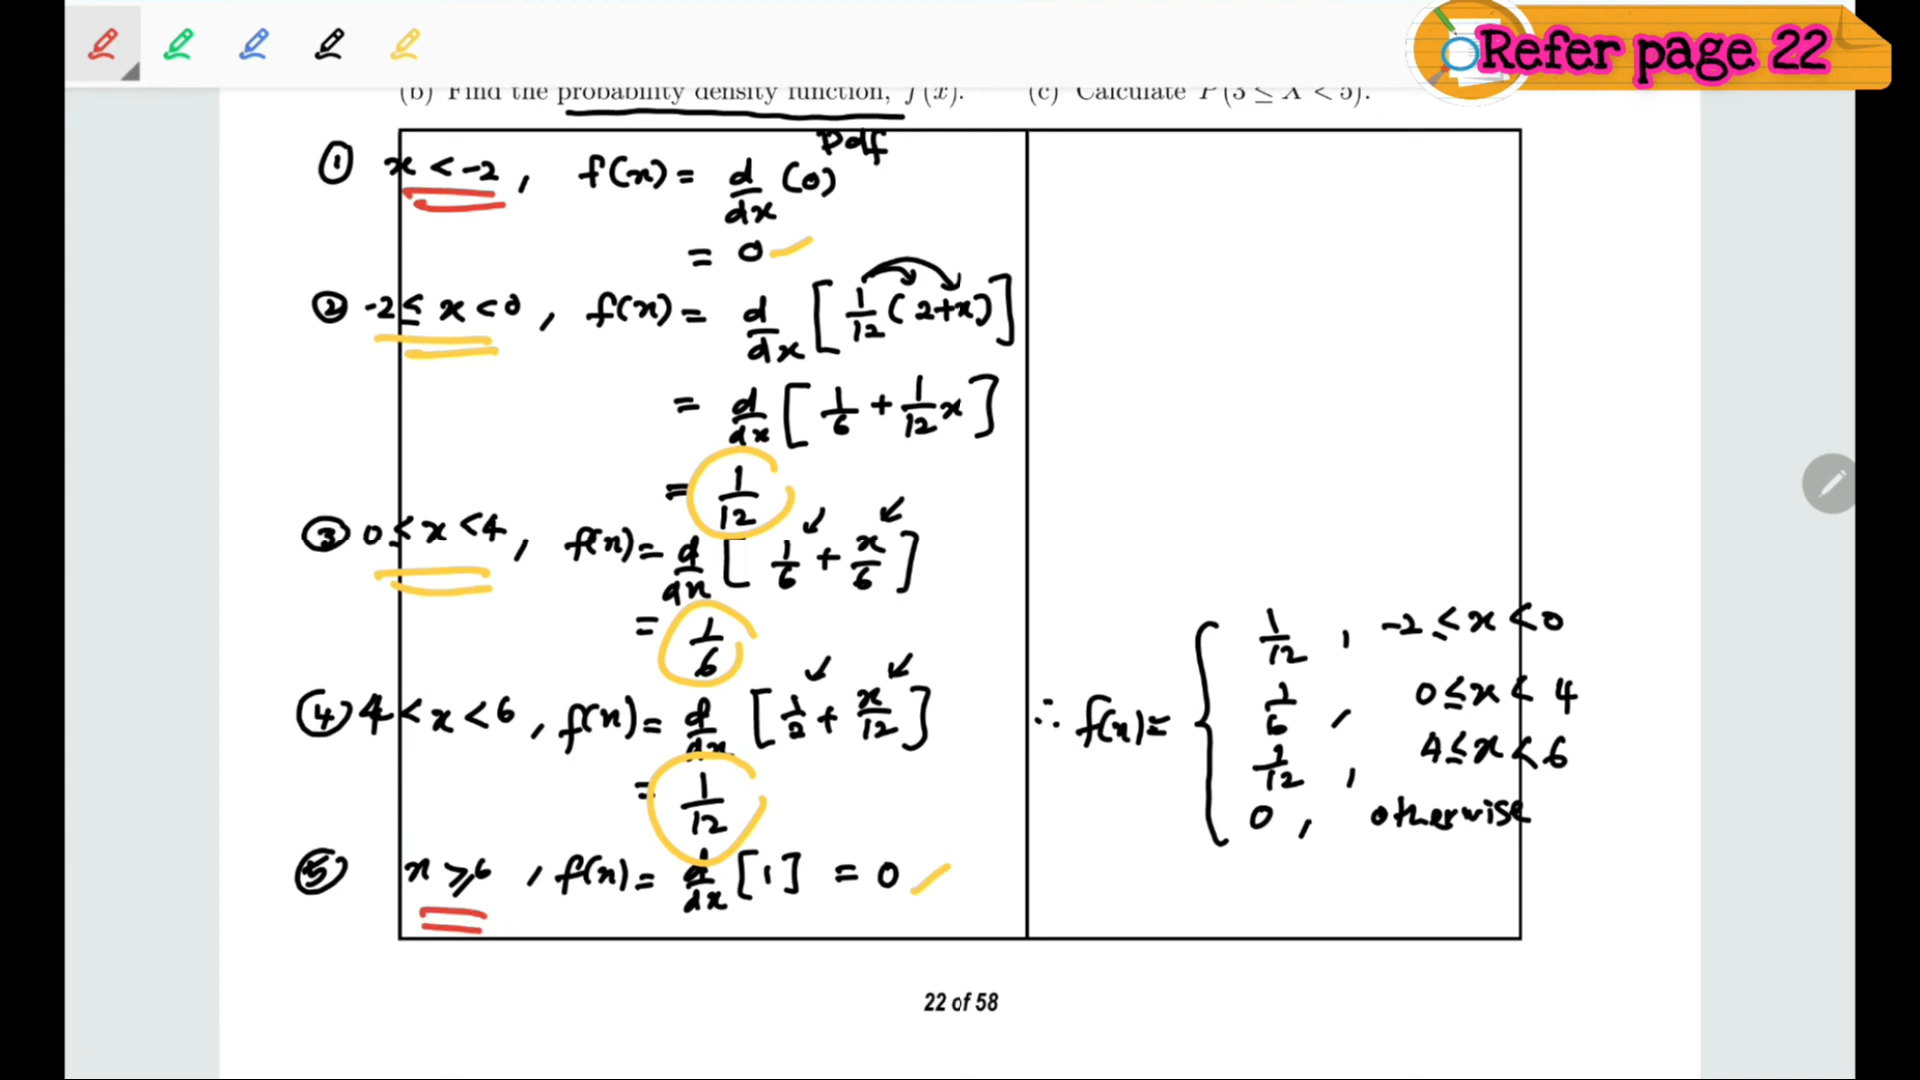 Refer page 22
(b) Find the probability density function, f(x).
(c) Calculate P(3 ≤ X < 5).
Pdf
① x < -2 , f(x) = d/dx (0)
= 0
② -2 ≤ x < 0 , f(x) = d/dx [1/12 (2+x)]
= d/dx [1/6 + 1/12 x]
= 1/12
③ 0 ≤ x < 4 , f(x) = d/dx [1/6 + x/6]
= 1/6
④ 4 < x < 6 , f(x) = d/dx [1/2 + x/12]
= 1/12
⑤ x ≥ 6 , f(x) = d/dx [1] = 0
∴ f(x) = { 1/12 , -2 ≤ x < 0
1/6 , 0 ≤ x < 4
1/12 , 4 ≤ x < 6
0 , otherwise
22 of 58